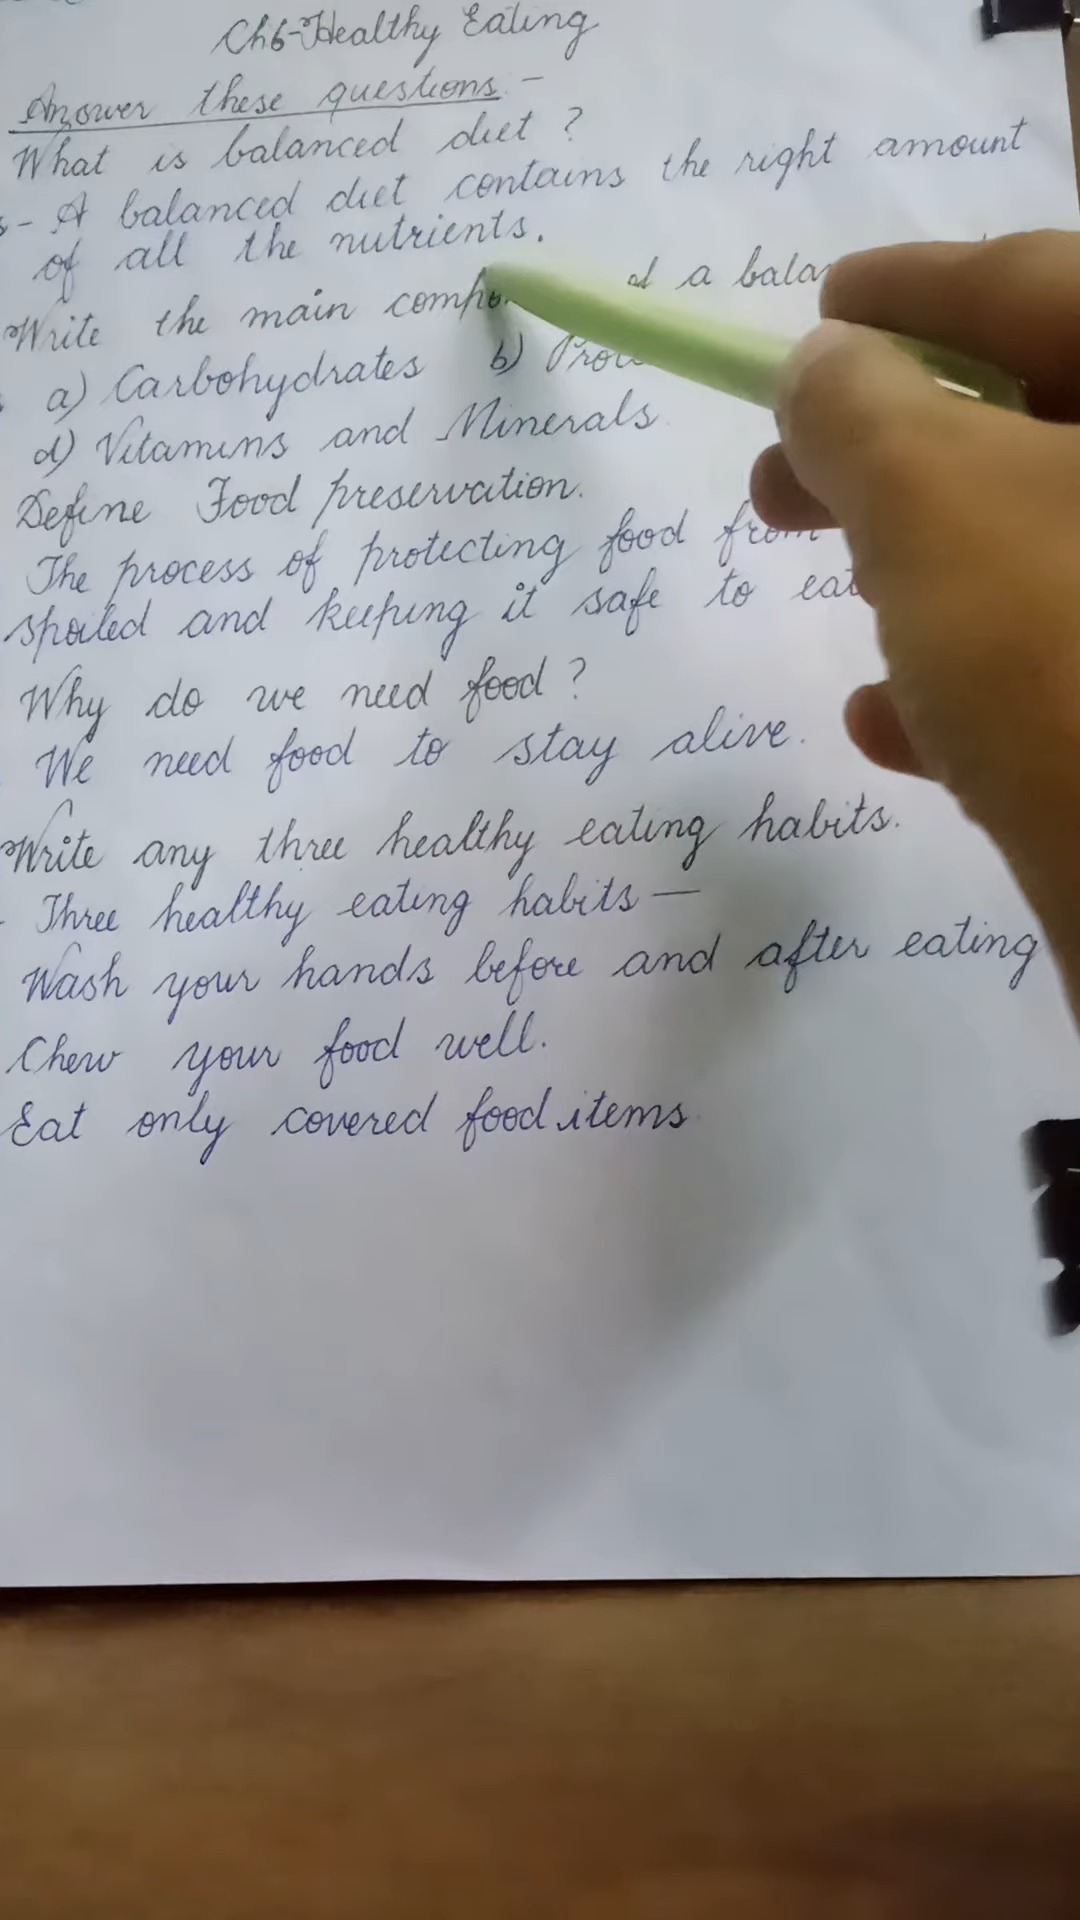 Ch6-Healthy Eating
Answer these questions. -
What is balanced diet ?
- A balanced diet contains the right amount
of all the nutrients.
Write the main a
a) Carbohydrates b)
d) Vitamins and Minerals.
Define Food preservation.
The process of protecting food from
spoiled and keeping it safe to eat
Why do we need food ?
We need food to stay alive.
Write any three healthy eating habits.
- Three healthy eating habits —
Wash your hands before and after eating
Chew your food well.
Eat only covered food items.